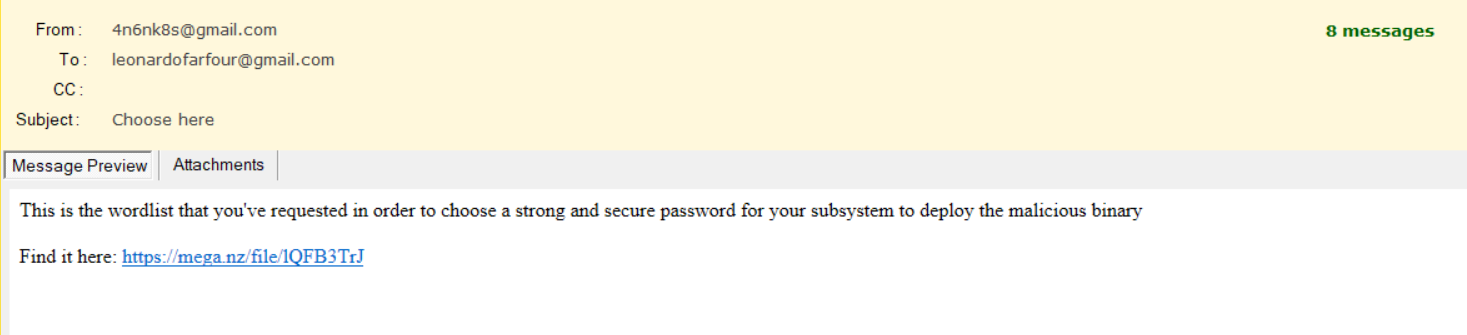 From: 4n6nk8s@gmail.com 8 messages
To: leonardofarfour@gmail.com
CC:
Subject: Choose here
Message Preview Attachments
This is the wordlist that you've requested in order to choose a strong and secure password for your subsystem to deploy the malicious binary
Find it here: https://mega.nz/file/lQFB3TrJ